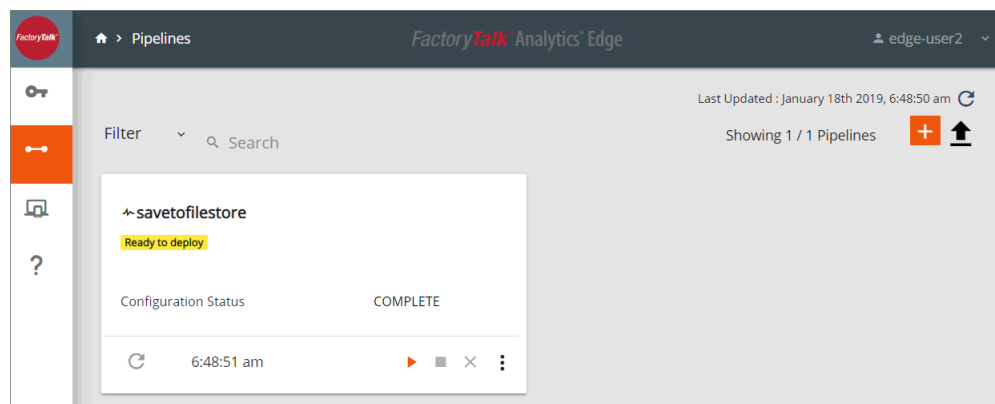 FactoryTalk
> Pipelines
FactoryTalk® Analytics™ Edge
edge-user2
Last Updated : January 18th 2019, 6:48:50 am
Filter
Search
Showing 1 / 1 Pipelines
+
savetofilestore
Ready to deploy
Configuration Status COMPLETE
?
6:48:51 am